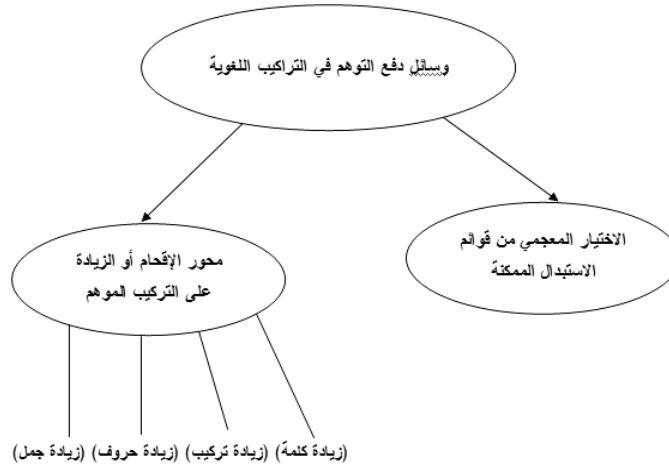 وسائل دفع التوهم في التراكيب اللغوية
الاختيار المعجمي من قوائم
الاستبدال الممكنة
محور الإقحام أو الزيادة
على التركيب الموهم
(زيادة كلمة) (زيادة تركيب) (زيادة حروف) (زيادة جمل)